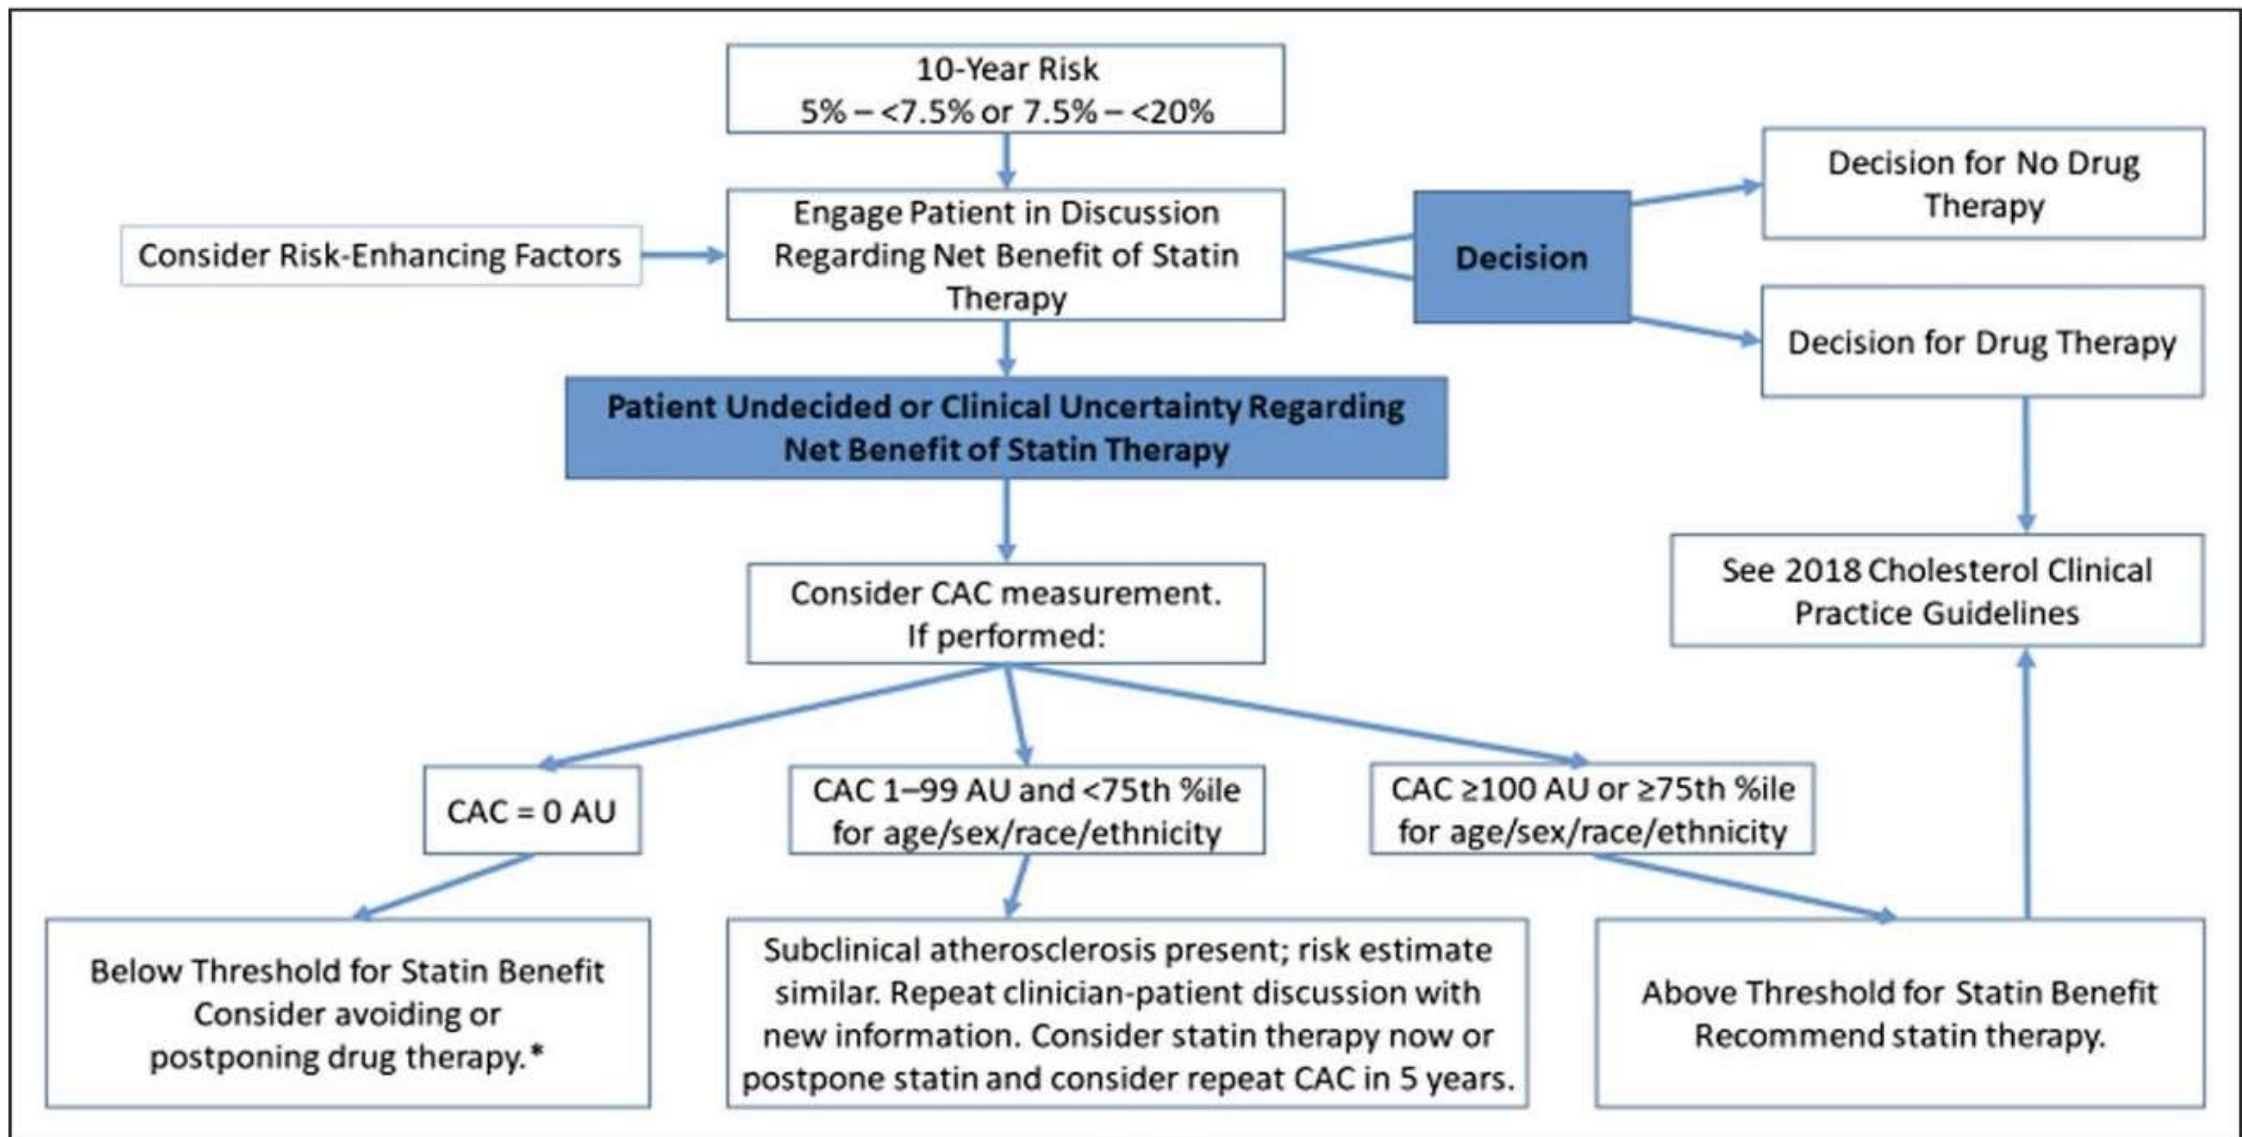 10-Year Risk
5% – <7.5% or 7.5% – <20%
Consider Risk-Enhancing Factors
Engage Patient in Discussion
Regarding Net Benefit of Statin
Therapy
Decision
Decision for No Drug
Therapy
Decision for Drug Therapy
Patient Undecided or Clinical Uncertainty Regarding
Net Benefit of Statin Therapy
See 2018 Cholesterol Clinical
Practice Guidelines
Consider CAC measurement.
If performed:
CAC = 0 AU
CAC 1–99 AU and <75th %ile
for age/sex/race/ethnicity
CAC ≥100 AU or ≥75th %ile
for age/sex/race/ethnicity
Below Threshold for Statin Benefit
Consider avoiding or
postponing drug therapy.*
Subclinical atherosclerosis present; risk estimate
similar. Repeat clinician-patient discussion with
new information. Consider statin therapy now or
postpone statin and consider repeat CAC in 5 years.
Above Threshold for Statin Benefit
Recommend statin therapy.